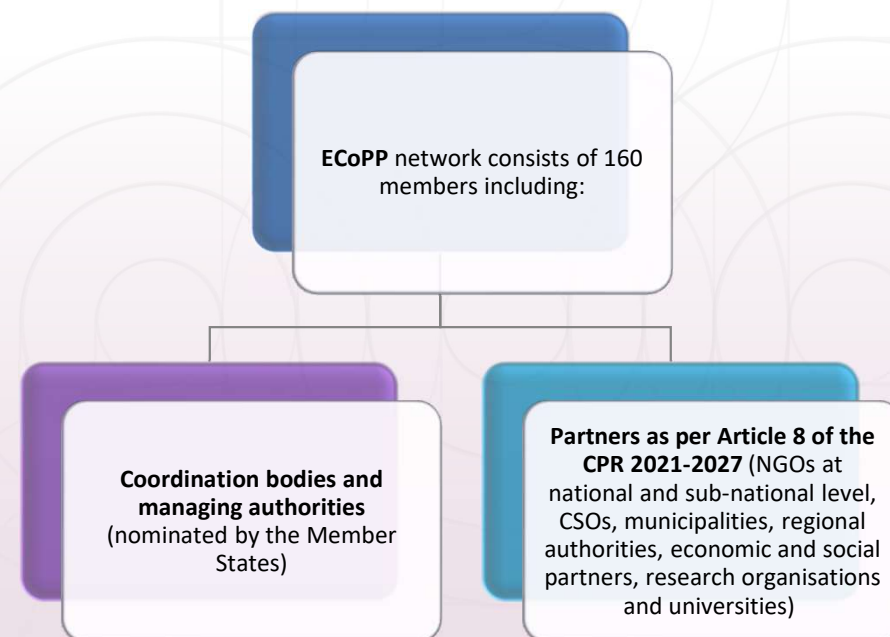 ECoPP network consists of 160
members including:
Coordination bodies and
managing authorities
(nominated by the Member
States)
Partners as per Article 8 of the
CPR 2021-2027 (NGOs at
national and sub-national level,
CSOs, municipalities, regional
authorities, economic and social
partners, research organisations
and universities)